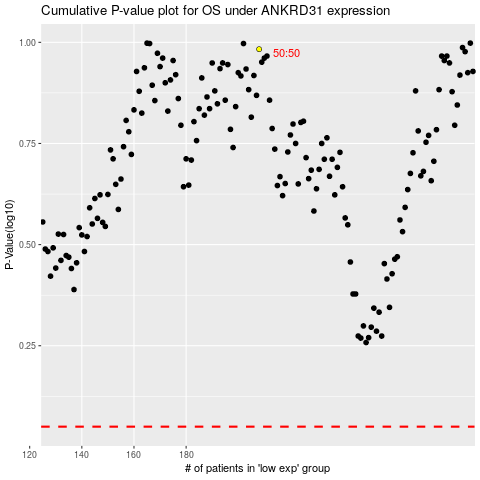 Cumulative P-value plot for OS under ANKRD31 expression
1.00
50:50
0.75
P-Value(log10)
0.50
0.25
120 140 160 180
# of patients in 'low exp' group